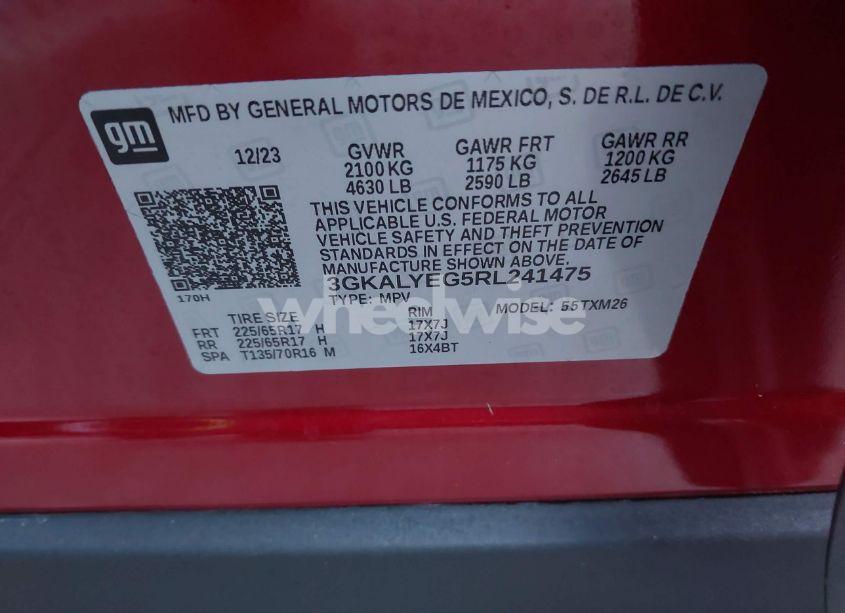 gm
MFD BY GENERAL MOTORS DE MEXICO, S. DE R.L. DE C.V.
12/23 GVWR GAWR FRT GAWR RR
2100 KG 1175 KG 1200 KG
4630 LB 2590 LB 2645 LB
THIS VEHICLE CONFORMS TO ALL
APPLICABLE U.S. FEDERAL MOTOR
VEHICLE SAFETY AND THEFT PREVENTION
STANDARDS IN EFFECT ON THE DATE OF
MANUFACTURE SHOWN ABOVE.
170H
3GKALYEG5RL241475
TYPE: MPV MODEL: 55TXM26
wheelwise
TIRE SIZE RIM
FRT 225/65R17 H 17X7J
RR 225/65R17 H 17X7J
SPA T135/70R16 M 16X4BT